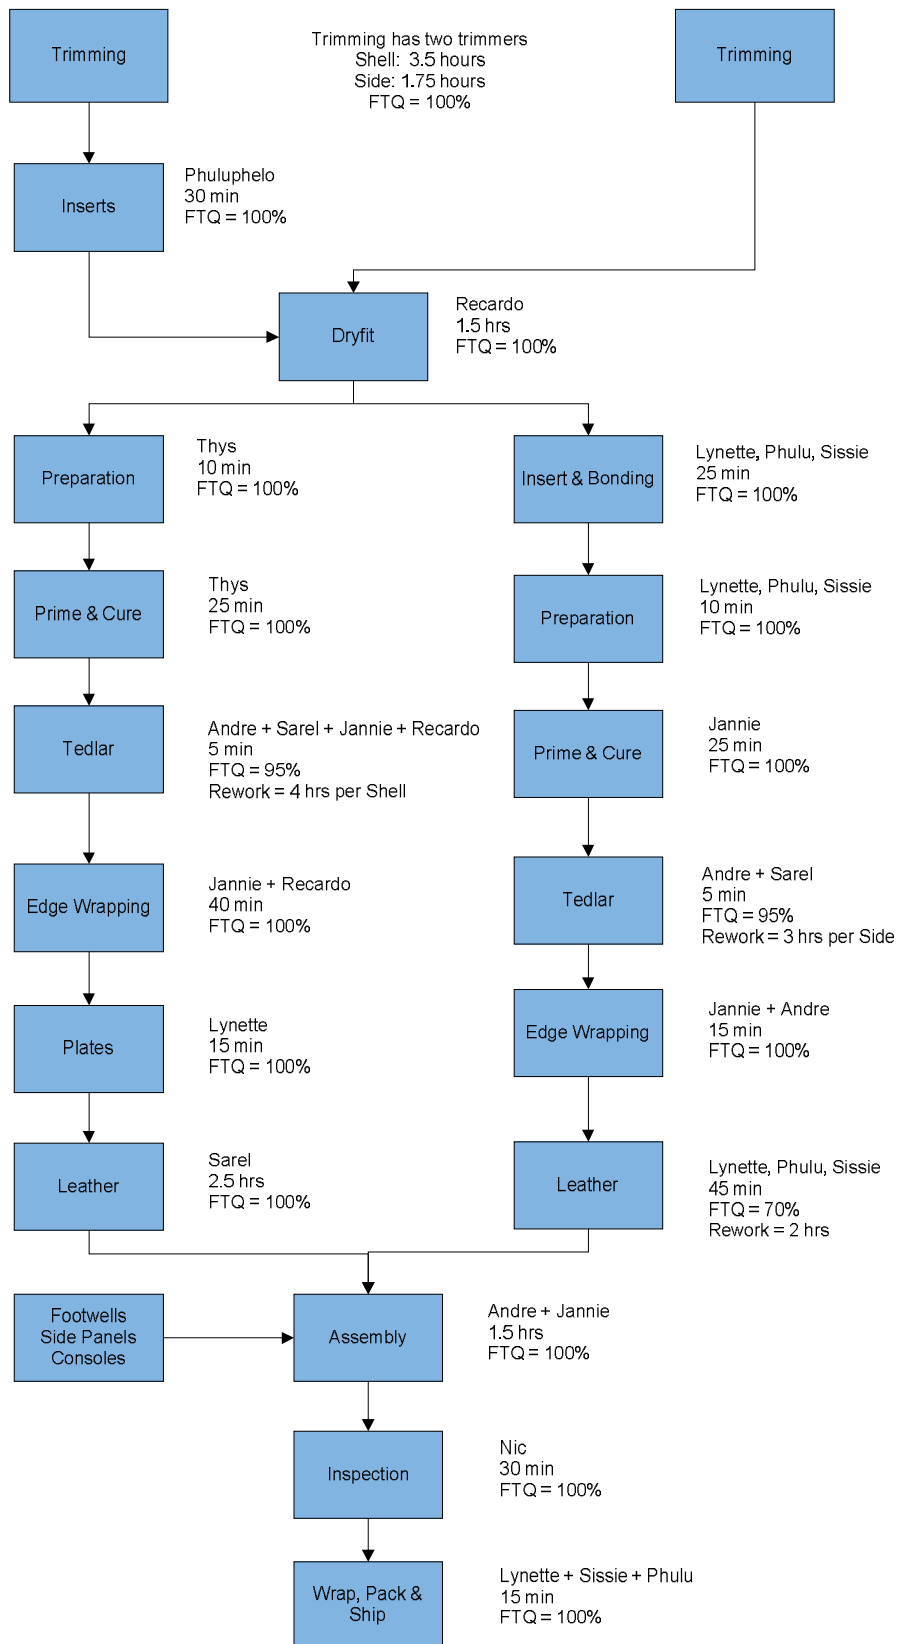 Trimming
Trimming has two trimmers
Shell:  3.5 hours
Side: 1.75 hours
FTQ = 100%
Trimming
Inserts
Phuluphelo
30 min
FTQ = 100%
Dryfit
Recardo
1.5 hrs
FTQ = 100%
Preparation
Thys
10 min
FTQ = 100%
Insert & Bonding
Lynette, Phulu, Sissie
25 min
FTQ = 100%
Prime & Cure
Thys
25 min
FTQ = 100%
Preparation
Lynette, Phulu, Sissie
10 min
FTQ = 100%
Tedlar
Andre + Sarel + Jannie + Recardo
5 min
FTQ = 95%
Rework = 4 hrs per Shell
Prime & Cure
Jannie
25 min
FTQ = 100%
Edge Wrapping
Jannie + Recardo
40 min
FTQ = 100%
Tedlar
Andre + Sarel
5 min
FTQ = 95%
Rework = 3 hrs per Side
Plates
Lynette
15 min
FTQ = 100%
Edge Wrapping
Jannie + Andre
15 min
FTQ = 100%
Leather
Sarel
2.5 hrs
FTQ = 100%
Leather
Lynette, Phulu, Sissie
45 min
FTQ = 70%
Rework = 2 hrs
Footwells
Side Panels
Consoles
Assembly
Andre + Jannie
1.5 hrs
FTQ = 100%
Inspection
Nic
30 min
FTQ = 100%
Wrap, Pack &
Ship
Lynette + Sissie + Phulu
15 min
FTQ = 100%